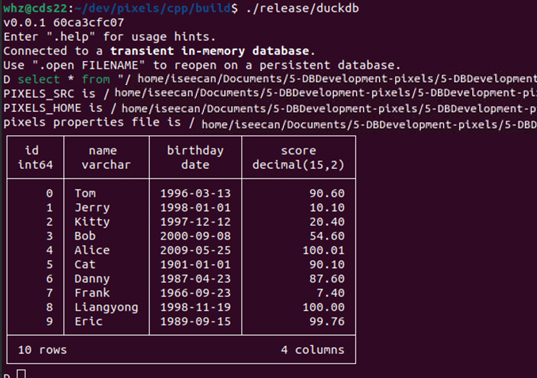 whz@cds22:~/dev/pixels/cpp/build$ ./release/duckdb
v0.0.1 60ca3cfc07
Enter ".help" for usage hints.
Connected to a transient in-memory database.
Use ".open FILENAME" to reopen on a persistent database.
D select * from "/ home/iseecan/Documents/5-DBDevelopment-pixels/5-DBDevelopment
PIXELS_SRC is / home/iseecan/Documents/5-DBDevelopment-pixels/5-DBDevelopment-pi
PIXELS_HOME is / home/iseecan/Documents/5-DBDevelopment-pixels/5-DBDevelopment-p
pixels properties file is / home/iseecan/Documents/5-DBDevelopment-pixels/5-DBD
id name birthday score
int64 varchar date decimal(15,2)
0 Tom 1996-03-13 90.60
1 Jerry 1998-01-01 10.10
2 Kitty 1997-12-12 20.40
3 Bob 2000-09-08 54.60
4 Alice 2009-05-25 100.01
5 Cat 1901-01-01 90.10
6 Danny 1987-04-23 87.60
7 Frank 1966-09-23 7.40
8 Liangyong 1998-11-19 100.00
9 Eric 1989-09-15 99.76
10 rows 4 columns
D